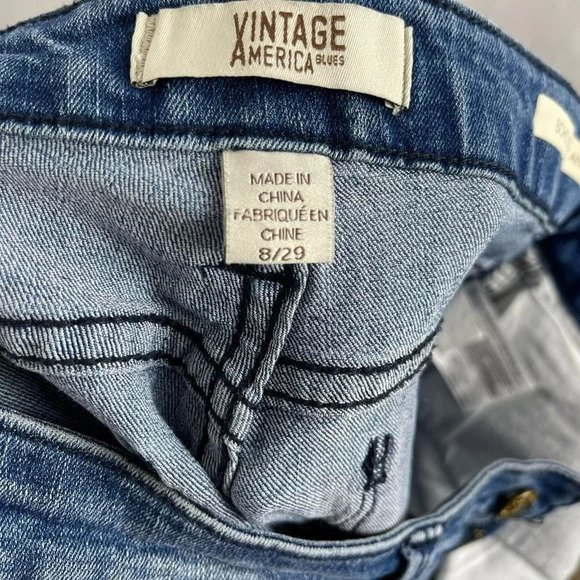 VINTAGE
AMERICA BLUES
MADE IN
CHINA
FABRIQUÉ EN
CHINE
8/29